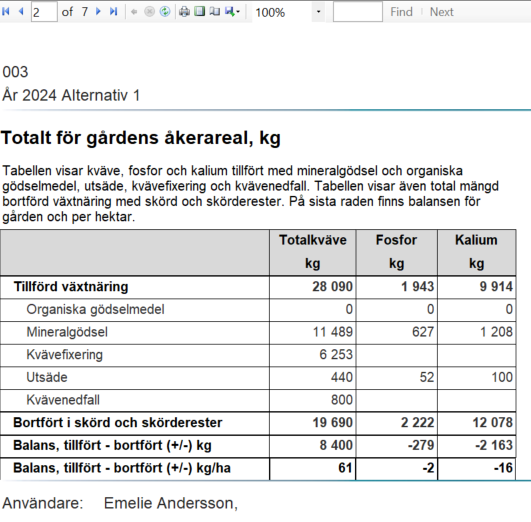 2 of 7 100% Find Next
003
År 2024 Alternativ 1
Totalt för gårdens åkerareal, kg
Tabellen visar kväve, fosfor och kalium tillfört med mineralgödsel och organiska
gödselmedel, utsäde, kvävefixering och kvävenedfall. Tabellen visar även total mängd
bortförd växtnäring med skörd och skörderester. På sista raden finns balansen för
gården och per hektar.
Totalkväve Fosfor Kalium
kg kg kg
Tillförd växtnäring 28 090 1 943 9 914
Organiska gödselmedel 0 0 0
Mineralgödsel 11 489 627 1 208
Kvävefixering 6 253
Utsäde 440 52 100
Kvävenedfall 800
Bortfört i skörd och skörderester 19 690 2 222 12 078
Balans, tillfört - bortfört (+/-) kg 8 400 -279 -2 163
Balans, tillfört - bortfört (+/-) kg/ha 61 -2 -16
Användare: Emelie Andersson,